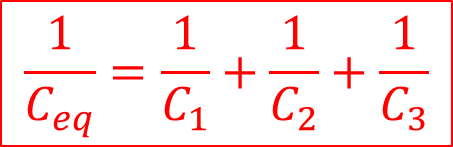 1/C_eq = 1/C_1 + 1/C_2 + 1/C_3